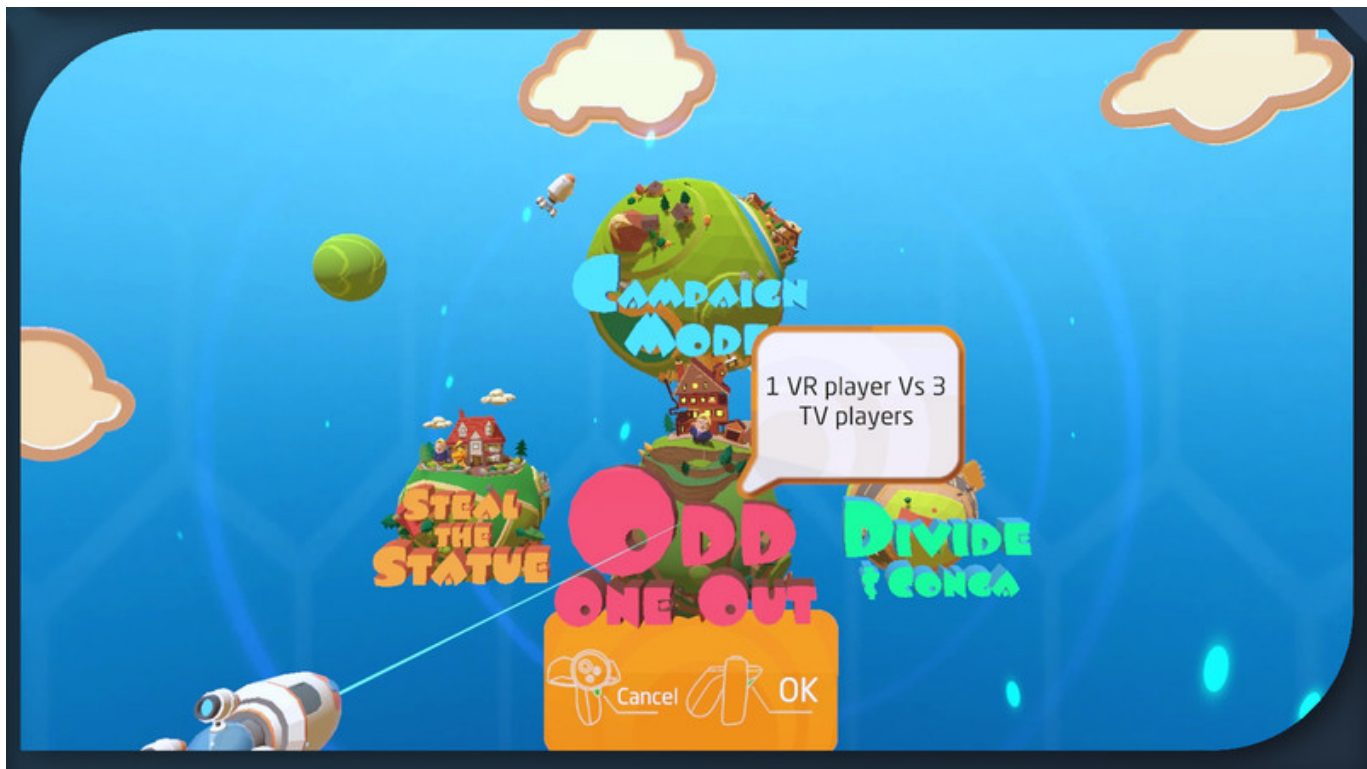 CAMPAIGN
MODE
1 VR player Vs 3
TV players
STEAL
THE
STATUE
ODD
ONE OUT
DIVIDE
& CONGA
Cancel
OK